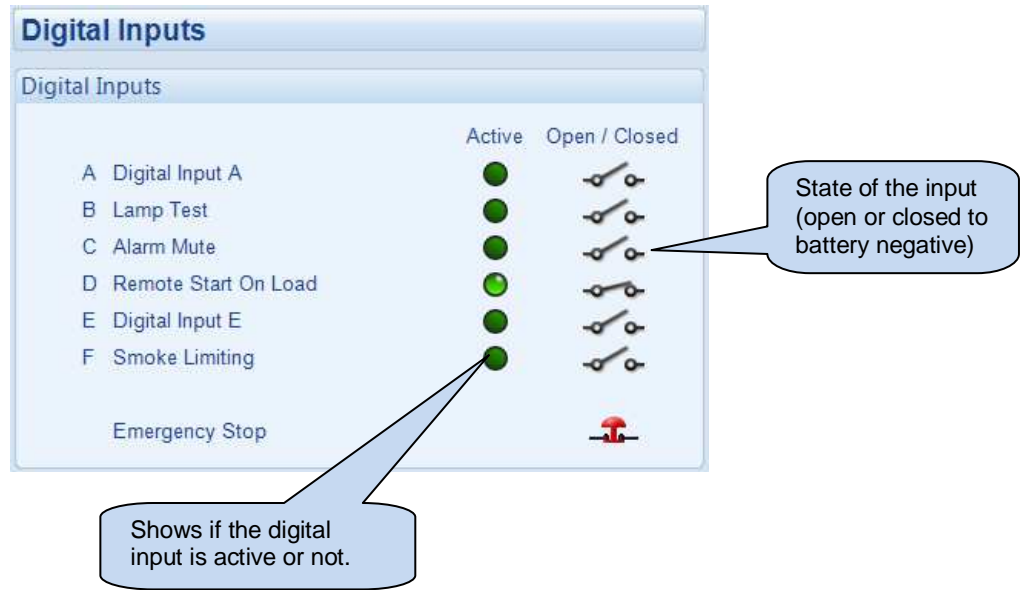 Digital Inputs
Digital Inputs
Active Open / Closed
A Digital Input A
B Lamp Test
C Alarm Mute
D Remote Start On Load
E Digital Input E
F Smoke Limiting
Emergency Stop
State of the input
(open or closed to
battery negative)
Shows if the digital
input is active or not.